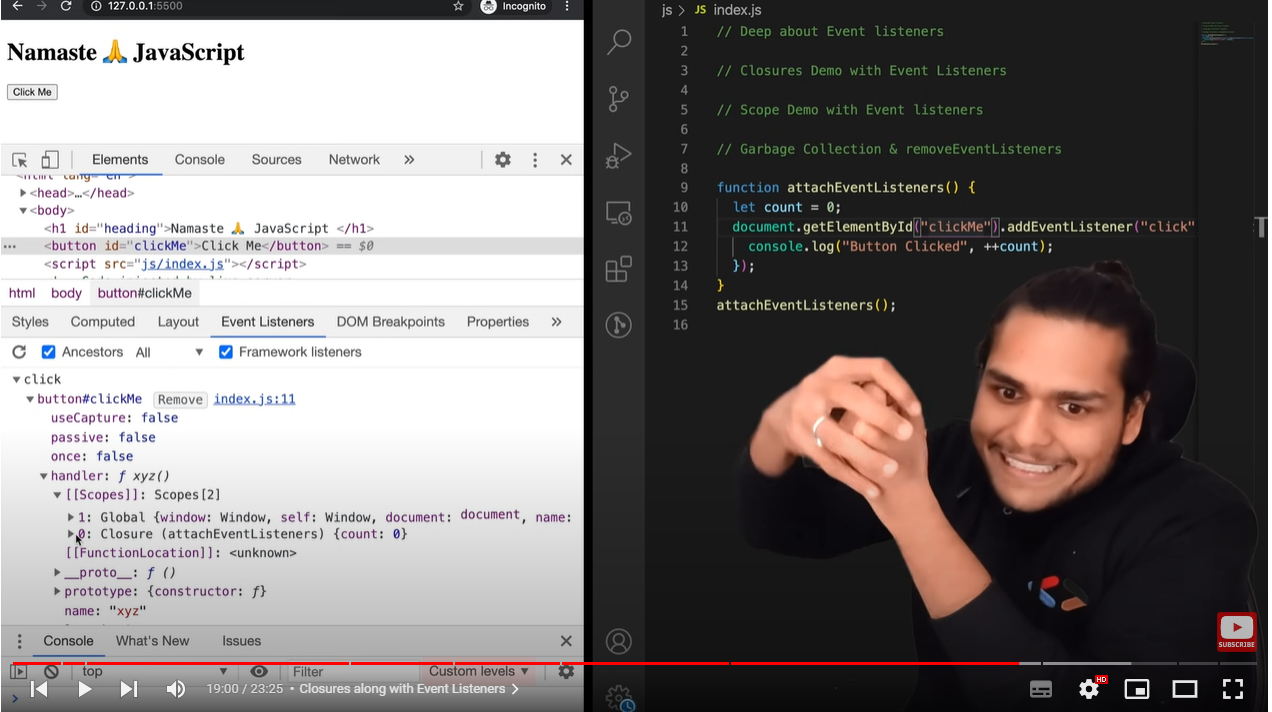 127.0.0.1:5500
Incognito
Namaste 🙏 JavaScript
Click Me
Elements Console Sources Network »
▶<head>…</head>
▼<body>
<h1 id="heading">Namaste 🙏 JavaScript </h1>
··· <button id="clickMe">Click Me</button> == $0
<script src="js/index.js"></script>
html body button#clickMe
Styles Computed Layout Event Listeners DOM Breakpoints Properties »
Ancestors All ▼ Framework listeners
▼click
▼button#clickMe Remove index.js:11
useCapture: false
passive: false
once: false
▼handler: ƒ xyz()
▼[[Scopes]]: Scopes[2]
▶1: Global {window: Window, self: Window, document: document, name:
▶0: Closure (attachEventListeners) {count: 0}
[[FunctionLocation]]: <unknown>
▶__proto__: ƒ ()
▶prototype: {constructor: ƒ}
name: "xyz"
Console What's New Issues
top ▼ Filter Custom levels ▼
js > JS index.js
1 // Deep about Event listeners
2
3 // Closures Demo with Event Listeners
4
5 // Scope Demo with Event listeners
6
7 // Garbage Collection & removeEventListeners
8
9 function attachEventListeners() {
10 let count = 0;
11 document.getElementById("clickMe").addEventListener("click"
12 console.log("Button Clicked", ++count);
13 });
14 }
15 attachEventListeners();
16
SUBSCRIBE
19:00 / 23:25 • Closures along with Event Listeners >
HD